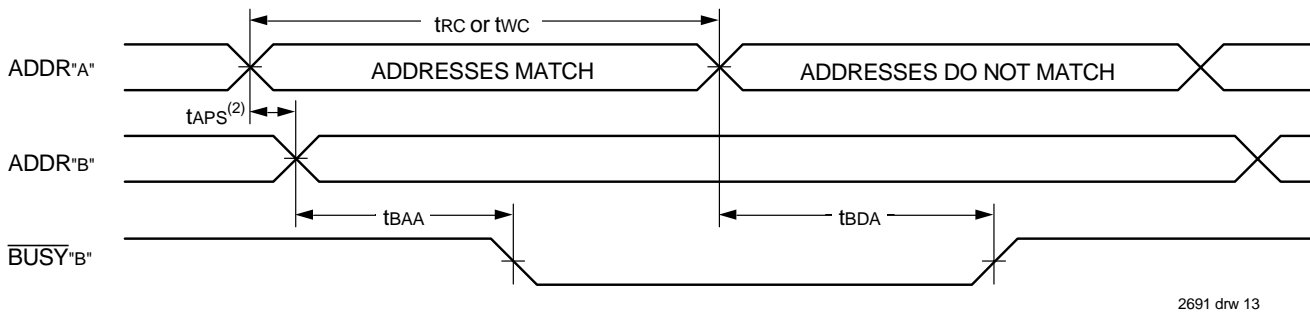 tRC or tWC
ADDR"A"
ADDRESSES MATCH
ADDRESSES DO NOT MATCH
tAPS(2)
ADDR"B"
tBAA
tBDA
BUSY"B"
2691 drw 13